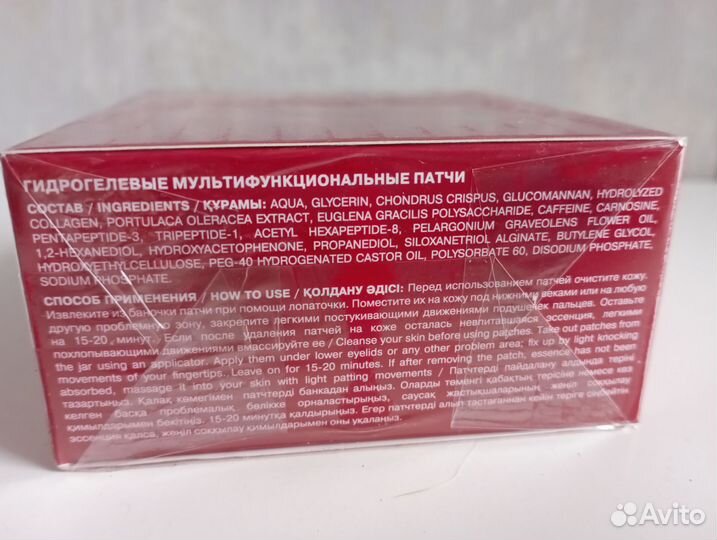 ГИДРОГЕЛЕВЫЕ МУЛЬТИФУНКЦИОНАЛЬНЫЕ ПАТЧИ
СОСТАВ / INGREDIENTS / ҚҰРАМЫ: AQUA, GLYCERIN, CHONDRUS CRISPUS, GLUCOMANNAN, HYDROLYZED
COLLAGEN, PORTULACA OLERACEA EXTRACT, EUGLENA GRACILIS POLYSACCHARIDE, CAFFEINE, CARNOSINE,
PENTAPEPTIDE-3, TRIPEPTIDE-1, ACETYL HEXAPEPTIDE-8, PELARGONIUM GRAVEOLENS FLOWER OIL,
1,2-HEXANEDIOL, HYDROXYACETOPHENONE, PROPANEDIOL, SILOXANETRIOL ALGINATE, BUTYLENE GLYCOL,
HYDROXYETHYLCELLULOSE, PEG-40 HYDROGENATED CASTOR OIL, POLYSORBATE 60, DISODIUM PHOSPHATE,
SODIUM PHOSPHATE.
СПОСОБ ПРИМЕНЕНИЯ / HOW TO USE / ҚОЛДАНУ ӘДІСІ: Перед использованием патчей очистите кожу.
Извлеките из баночки патчи при помощи лопаточки. Поместите их на кожу под нижними веками или на любую
другую проблемную зону, закрепите легкими постукивающими движениями подушечек пальцев. Оставьте
на 15-20 минут. Если после удаления патчей на коже осталась невпитавшийся эссенция, легкими
похлопывающими движениями вмассируйте ее / Cleanse your skin before using patches. Take out patches from
the jar using an applicator. Apply them under lower eyelids or any other problem area; fix up by light knocking
movements of your fingertips. Leave on for 15-20 minutes. If after removing the patch, essence has not been
absorbed, massage it into your skin with light patting movements / Патчтерді пайдалану алдында теріні
тазартыңыз. Қалақ көмегімен патчтерді банкадан алыңыз. Оларды төменгі қабақтың терісіне немесе кез
келген басқа проблемалық белікке орналастырыңыз, саусақ жастықшаларының жеңіл соққылау
қимылдарымен бекітіңіз. 15-20 минутқа қалдырыңыз. Егер патчтерді алып тастағаннан кейін теріге сіңбейтін
эссенция қалса, жеңіл соққылау қимылдарымен оны уқалаңыз.
Avito